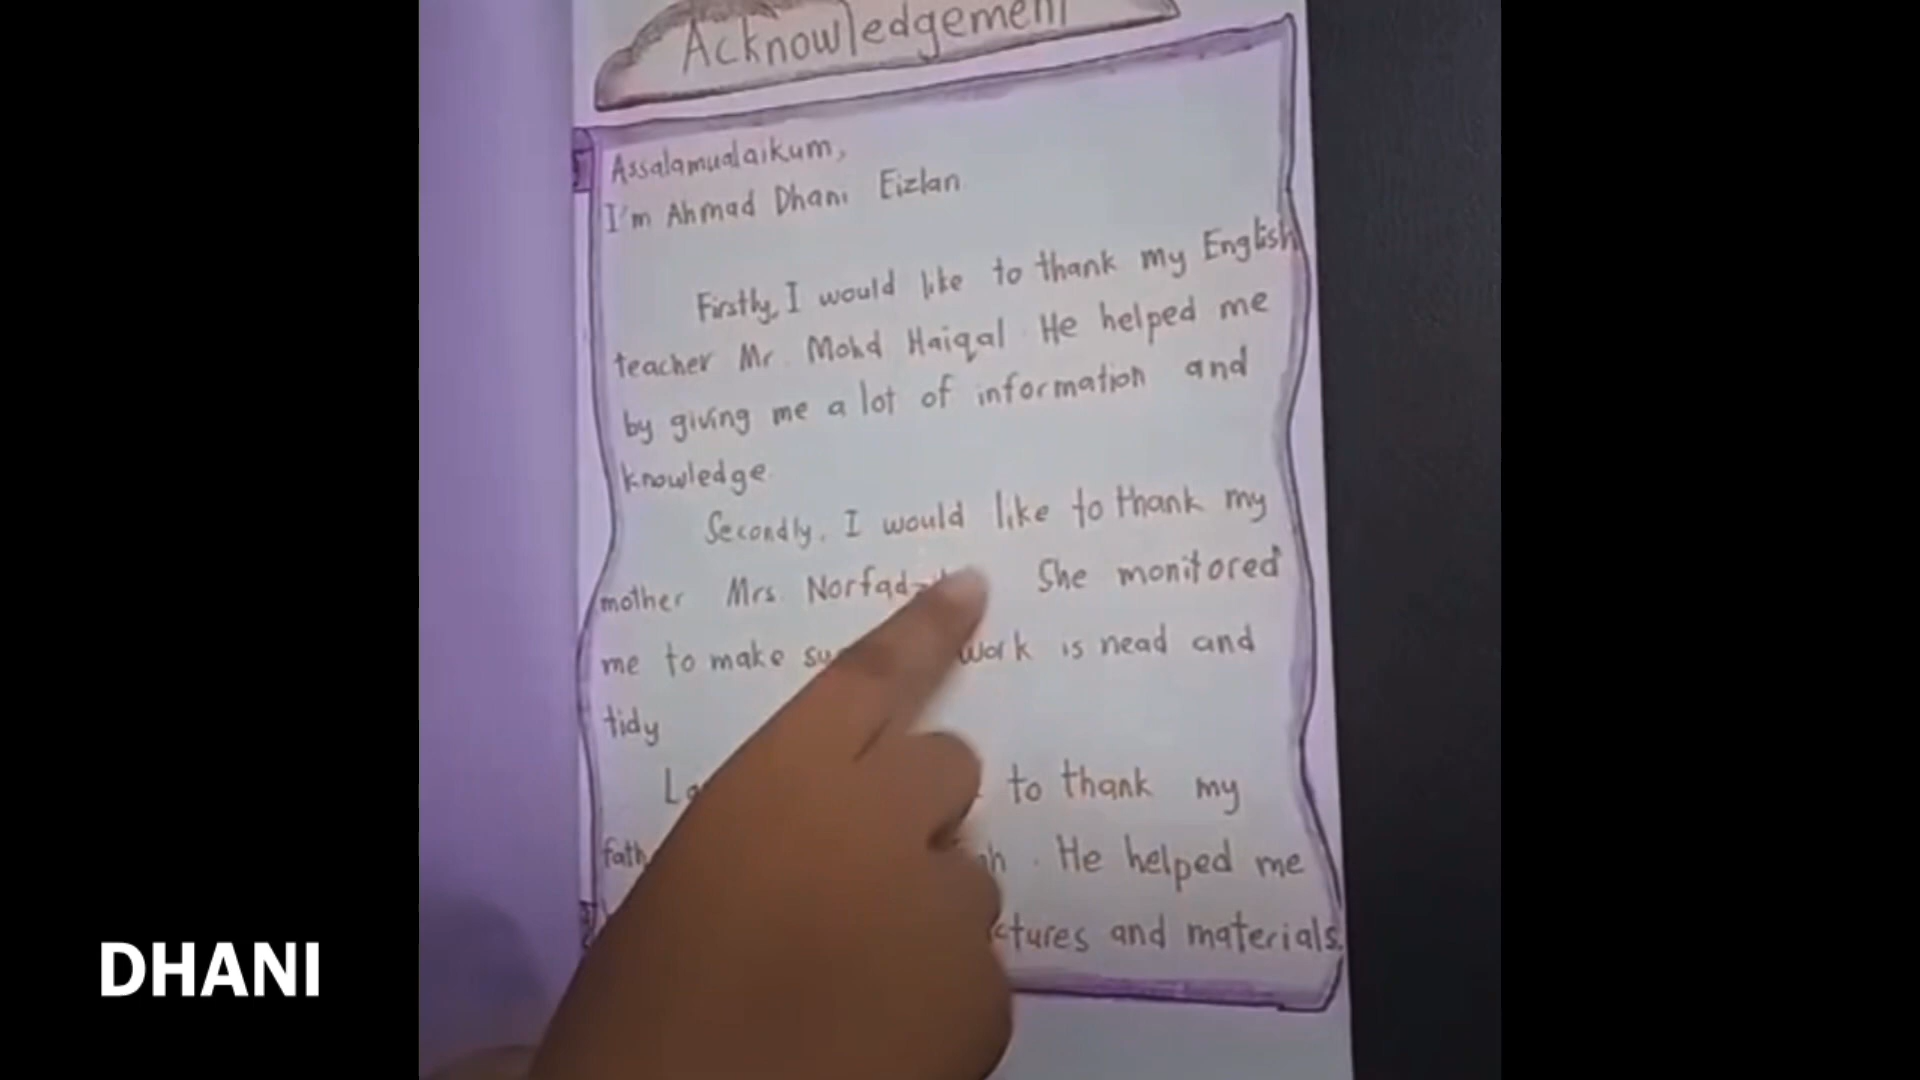 Acknowledgement
Assalamualaikum,
I'm Ahmad Dhani Eizlan
Firstly, I would like to thank my English
teacher Mr. Mohd Haiqal. He helped me
by giving me a lot of information and
knowledge.
Secondly, I would like to thank my
mother Mrs. She monitored
me to make work is nead and
tidy
to thank my
He helped me
and materials.
DHANI